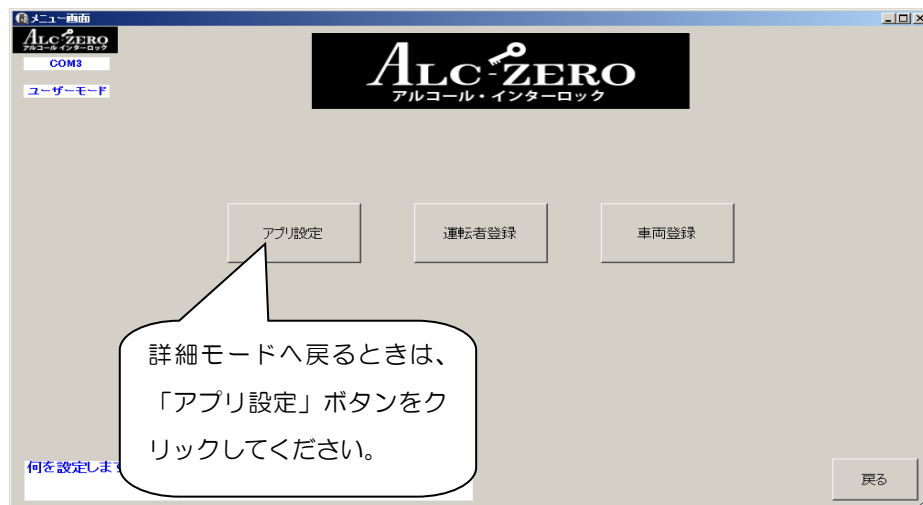 メニュー画面
ALC-ZERO
アルコール・インターロック
COM3
ユーザーモード
ALC-ZERO
アルコール・インターロック
アプリ設定
運転者登録
車両登録
詳細モードへ戻るときは、
「アプリ設定」ボタンをク
リックしてください。
何を設定しま
戻る